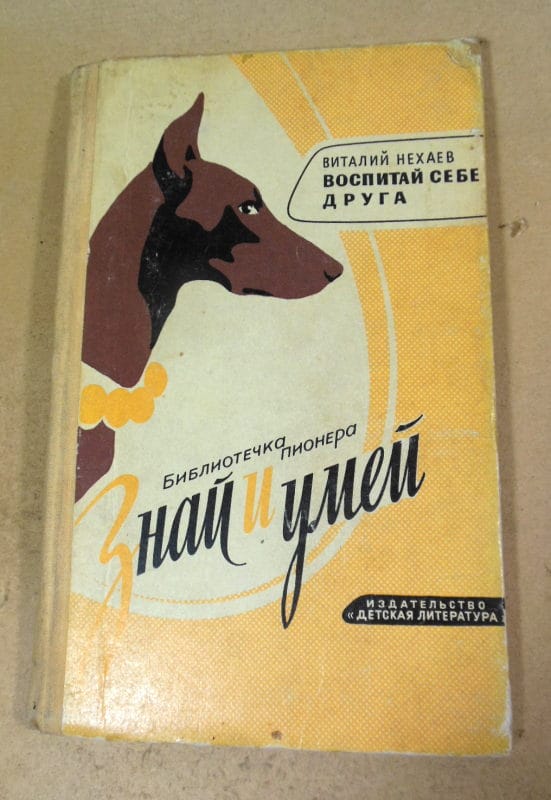 ВИТАЛИЙ НЕХАЕВ
ВОСПИТАЙ СЕБЕ
ДРУГА
БИБЛИОТЕЧКА ПИОНЕРА
Знай и умей
ИЗДАТЕЛЬСТВО
«ДЕТСКАЯ ЛИТЕРАТУРА»